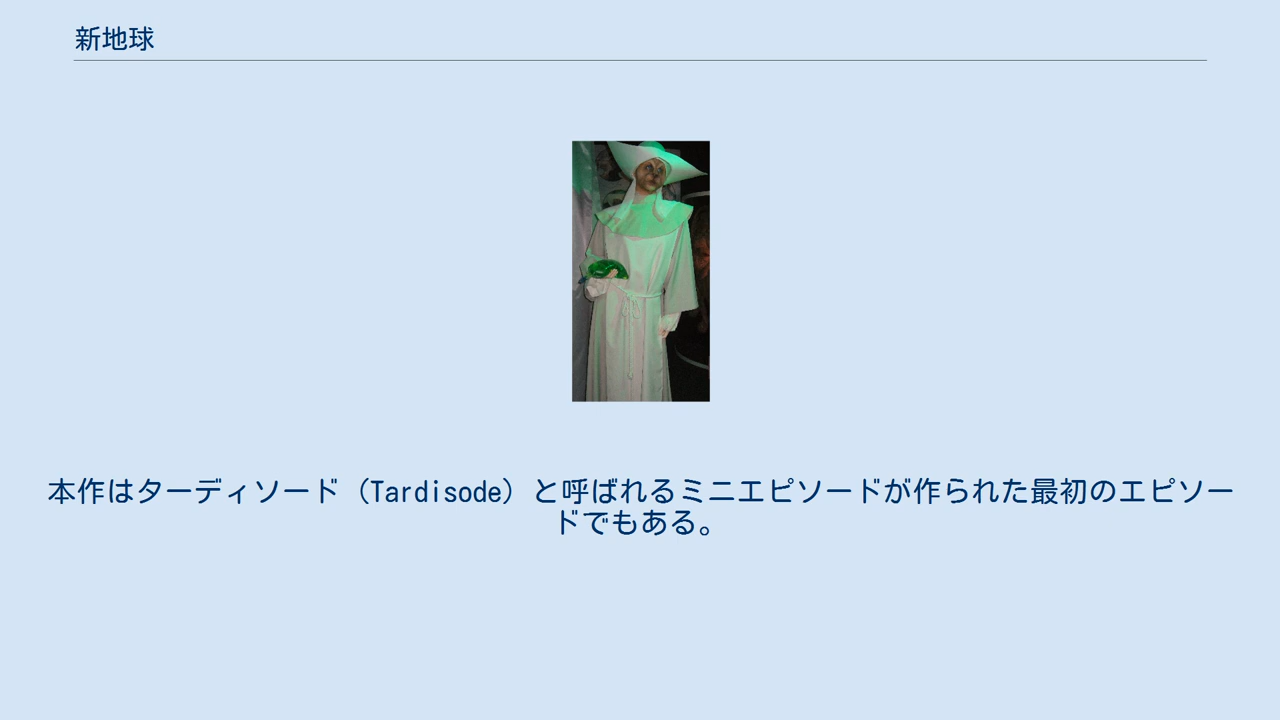 新地球
本作はターディソード（Tardisode）と呼ばれるミニエピソードが作られた最初のエピソー
ドでもある。